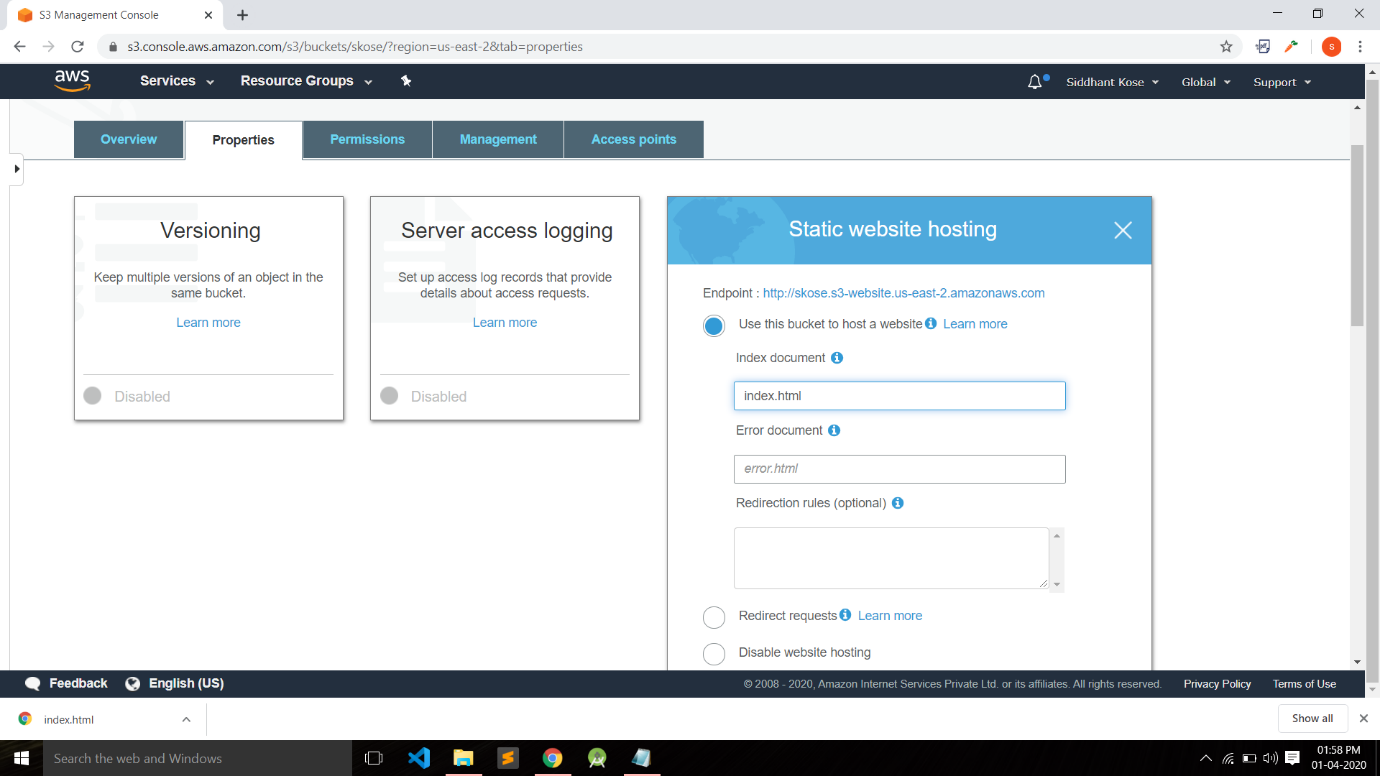 S3 Management Console
s3.console.aws.amazon.com/s3/buckets/skose/?region=us-east-2&tab=properties
S
aws
Services
Resource Groups
Siddhant Kose
Global
Support
Overview
Properties
Permissions
Management
Access points
Versioning
Keep multiple versions of an object in the
same bucket.
Learn more
Disabled
Server access logging
Set up access log records that provide
details about access requests.
Learn more
Disabled
Static website hosting
Endpoint : http://skose.s3-website.us-east-2.amazonaws.com
Use this bucket to host a website Learn more
Index document
index.html
Error document
error.html
Redirection rules (optional)
Redirect requests Learn more
Disable website hosting
Feedback
English (US)
© 2008 - 2020, Amazon Internet Services Private Ltd. or its affiliates. All rights reserved.
Privacy Policy
Terms of Use
index.html
Show all
Search the web and Windows
01:58 PM
01-04-2020